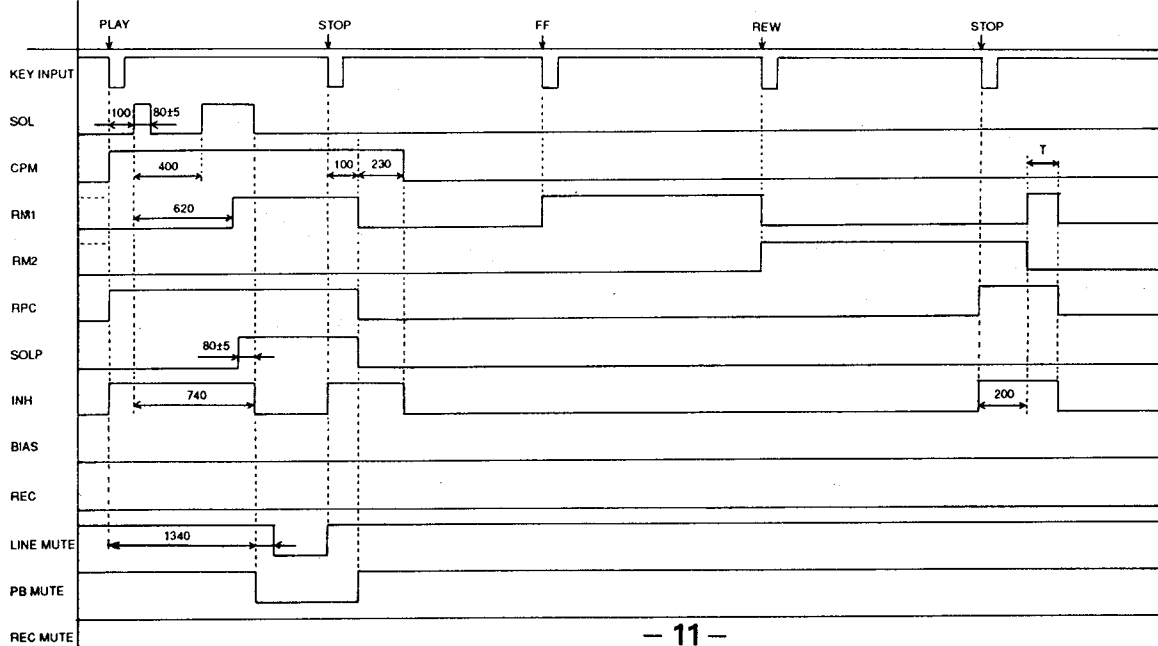 PLAY STOP FF REW STOP
KEY INPUT
100 80±5
SOL
T
CPM 400 100 230
RM1 620
RM2
RPC
SOLP 80±5
INH 740 200
BIAS
REC
LINE MUTE 1340
PB MUTE
REC MUTE
– 11 –